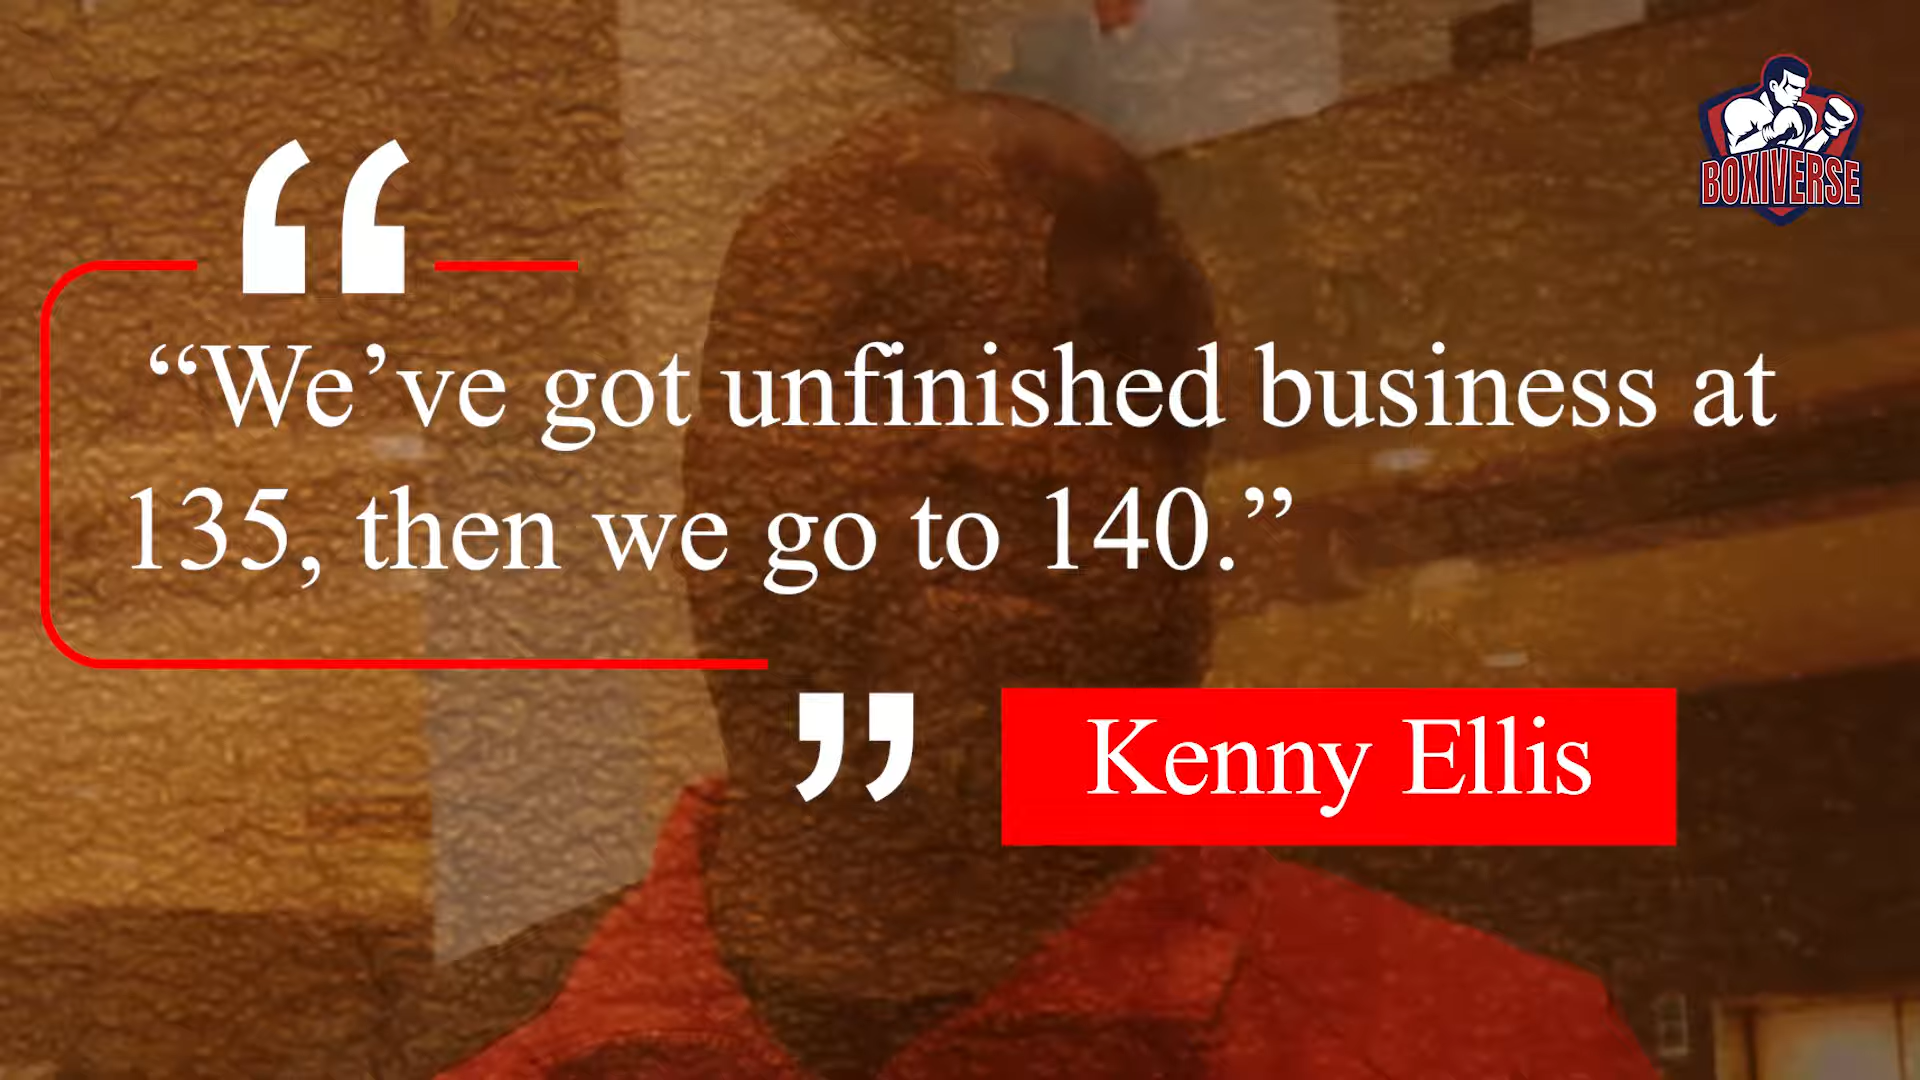 BOXIVERSE
“We’ve got unfinished business at
135, then we go to 140.”
Kenny Ellis